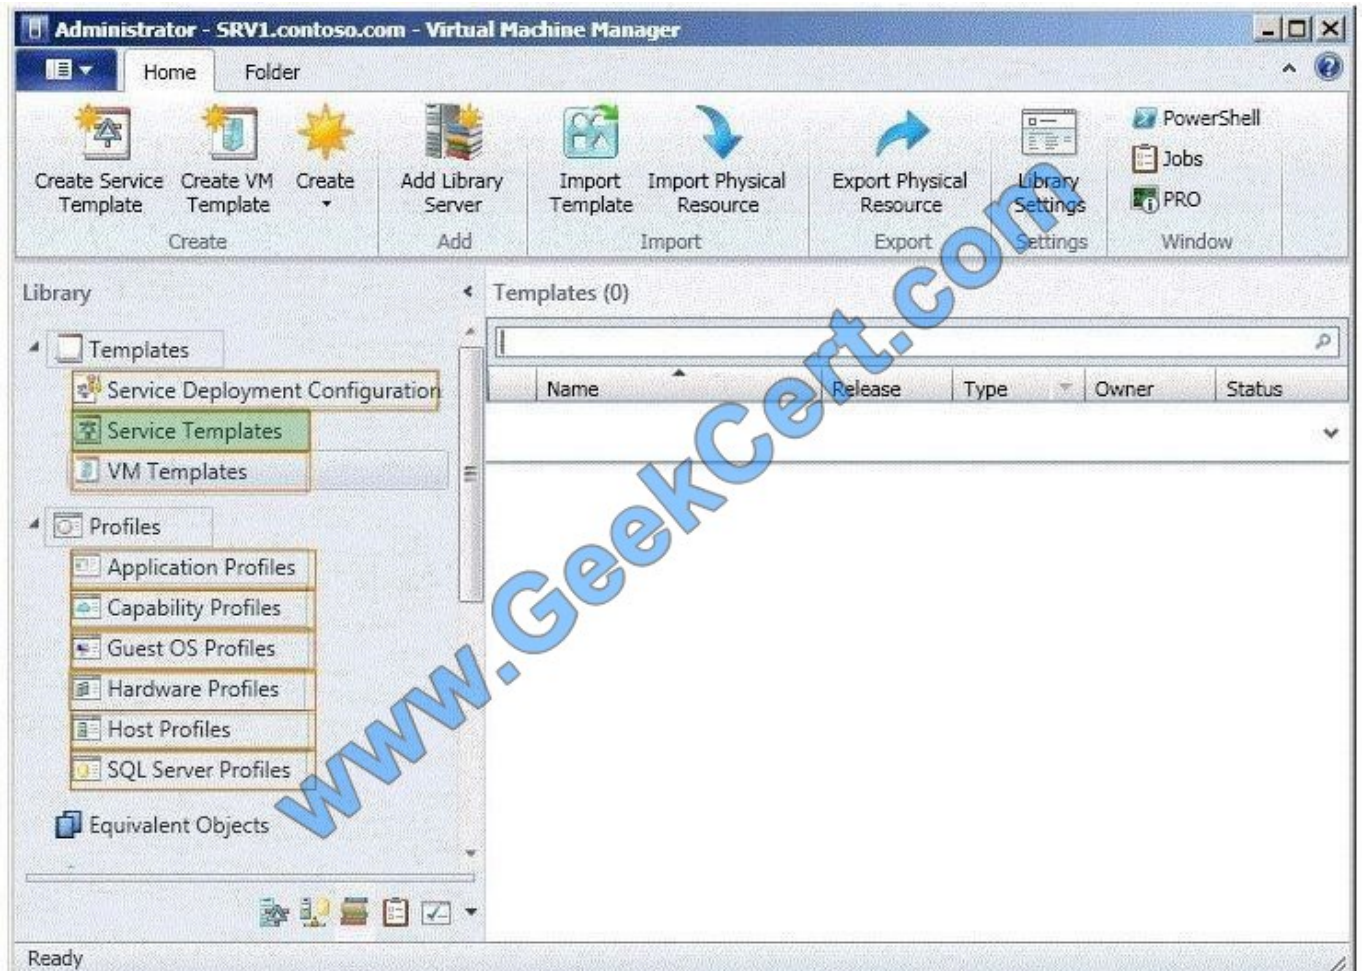 Administrator - SRV1.contoso.com - Virtual Machine Manager
Home
Folder
Create Service Template
Create VM Template
Create
Add Library Server
Import Template
Import Physical Resource
Export Physical Resource
Library Settings
PowerShell
Jobs
PRO
Create
Add
Import
Export
Settings
Window
Library
Templates
Service Deployment Configuration
Service Templates
VM Templates
Profiles
Application Profiles
Capability Profiles
Guest OS Profiles
Hardware Profiles
Host Profiles
SQL Server Profiles
Equivalent Objects
Templates (0)
Name
Release
Type
Owner
Status
www.GeekCert.com
Ready